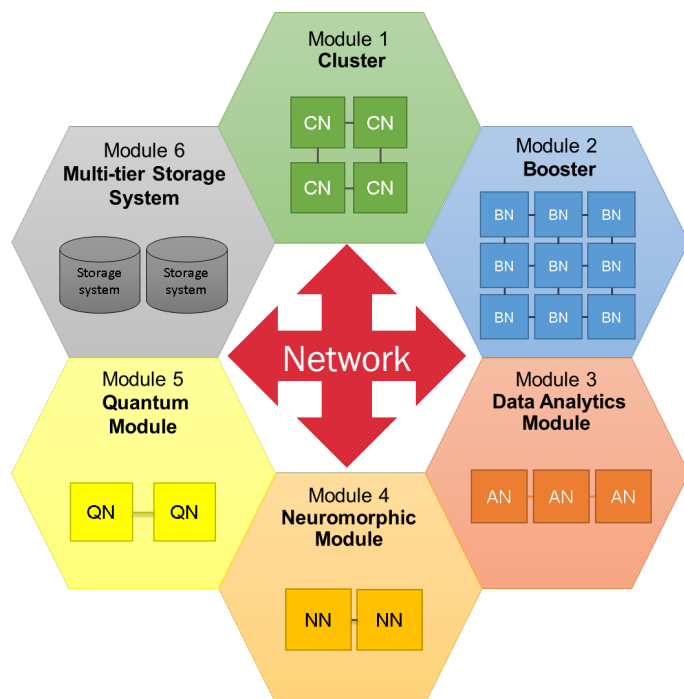 Module 1
Cluster
CN CN
CN CN
Module 2
Booster
BN BN BN
BN BN BN
BN BN BN
Module 3
Data Analytics
Module
AN AN AN
Module 4
Neuromorphic
Module
NN NN
Module 5
Quantum
Module
QN QN
Module 6
Multi-tier Storage
System
Storage Storage
system system
Network